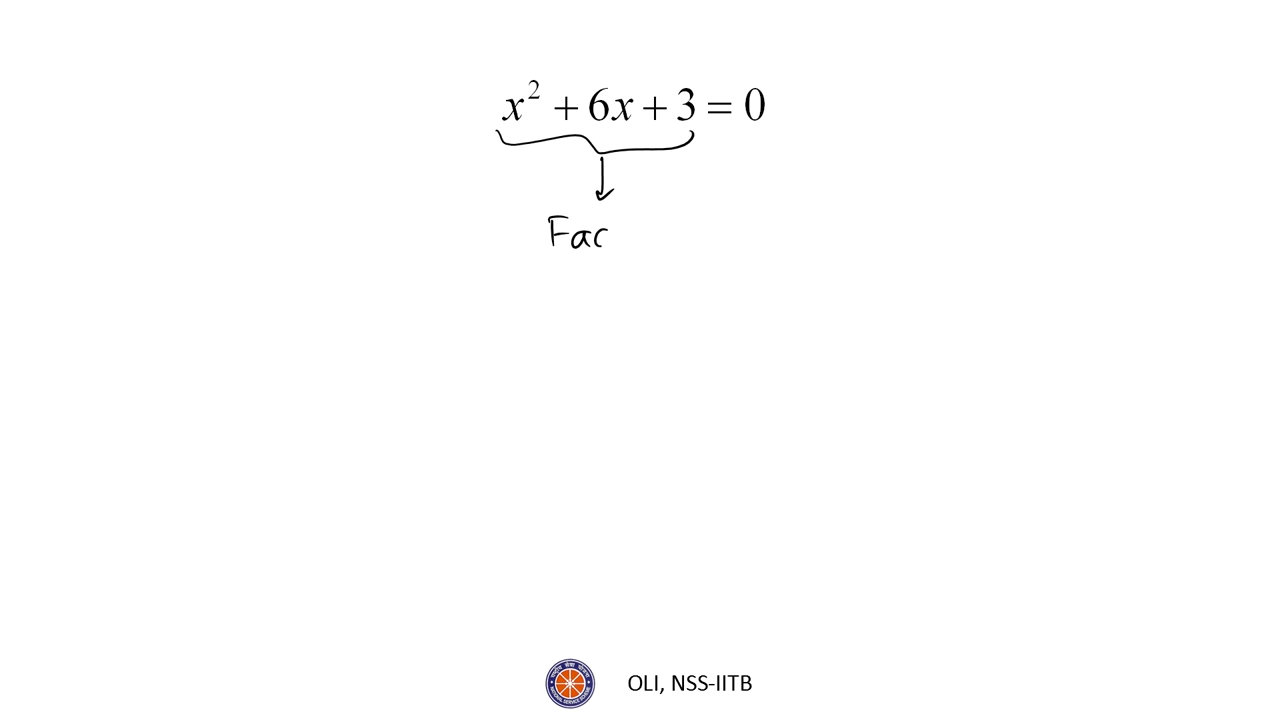 x² + 6x + 3 = 0
Fac
OLI, NSS-IITB